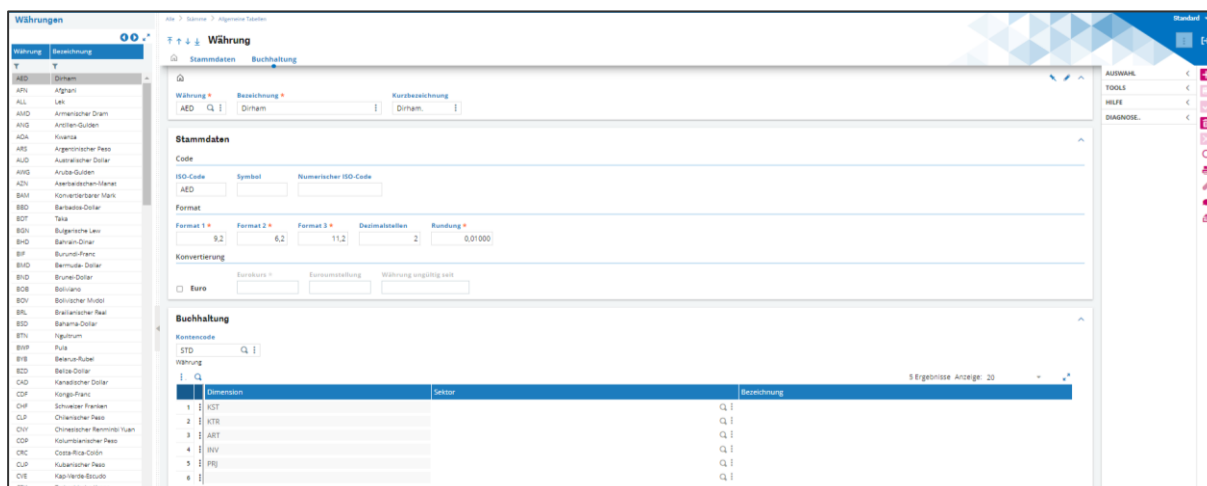 Währungen
Währung Bezeichnung
AED Dirham
AFN Afghani
ALL Lek
AMD Armenischer Dram
ANG Antillen-Gulden
AOA Kwanza
ARS Argentinischer Peso
AUD Australischer Dollar
AWG Aruba-Gulden
AZN Aserbaidschan-Manat
BAM Konvertierbarer Mark
BBD Barbados-Dollar
BDT Taka
BGN Bulgarische Lew
BHD Bahrain-Dinar
BIF Burundi-Franc
BMD Bermuda- Dollar
BND Brunei-Dollar
BOB Boliviano
BOV Bolivischer Mvdol
BRL Brasilianischer Real
BSD Bahama-Dollar
BTN Ngultrum
BWP Pula
BYB Belarus-Rubel
BZD Belize-Dollar
CAD Kanadischer Dollar
CDF Kongo-Franc
CHF Schweizer Franken
CLP Chilenischer Peso
CNY Chinesischer Renminbi Yuan
COP Kolumbianischer Peso
CRC Costa-Rica-Colón
CUP Kubanischer Peso
CVE Kap-Verde-Escudo
Alle > Stämme > Allgemeine Tabellen
Standard
Währung
Stammdaten Buchhaltung
Währung * Bezeichnung * Kurzbezeichnung
AED Dirham Dirham.
Stammdaten
Code
ISO-Code Symbol Numerischer ISO-Code
AED
Format
Format 1 * Format 2 * Format 3 * Dezimalstellen Rundung *
9,2 6,2 11,2 2 0,01000
Konvertierung
Eurokurs * Euroumstellung Währung ungültig seit
Euro
Buchhaltung
Kontencode
STD
Währung
5 Ergebnisse Anzeige: 20
Dimension Sektor Bezeichnung
1 KST
2 KTR
3 ART
4 INV
5 PRJ
6
AUSWAHL
TOOLS
HILFE
DIAGNOSE..